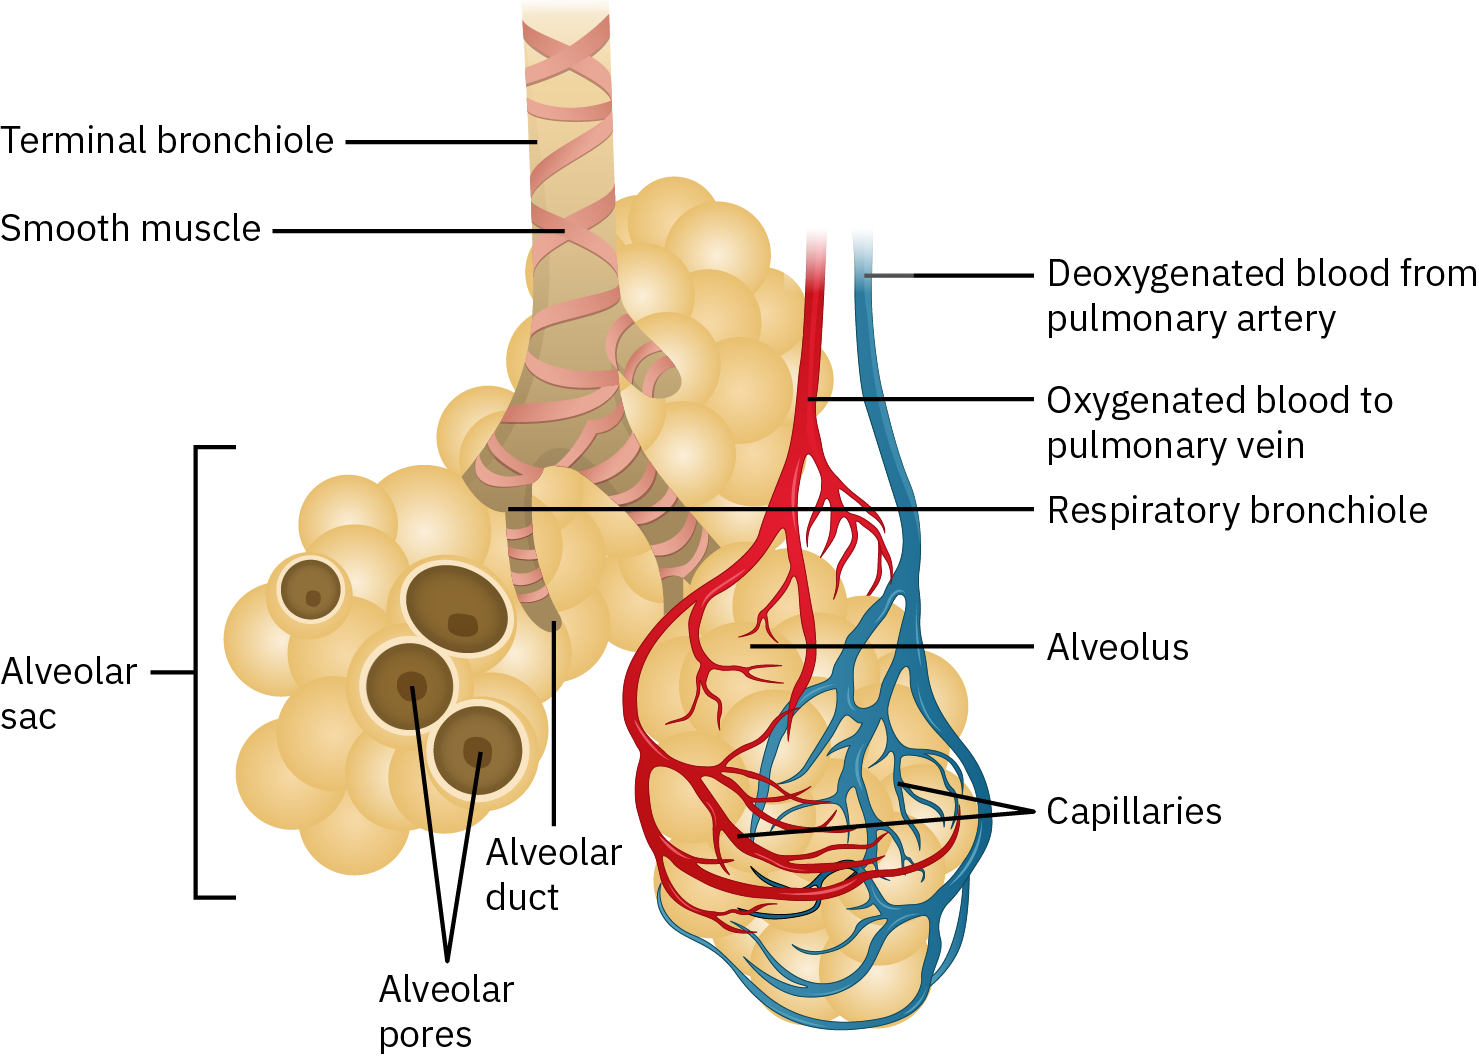 Terminal bronchiole
Smooth muscle
Deoxygenated blood from
pulmonary artery
Oxygenated blood to
pulmonary vein
Respiratory bronchiole
Alveolus
Alveolar
sac
Capillaries
Alveolar
duct
Alveolar
pores